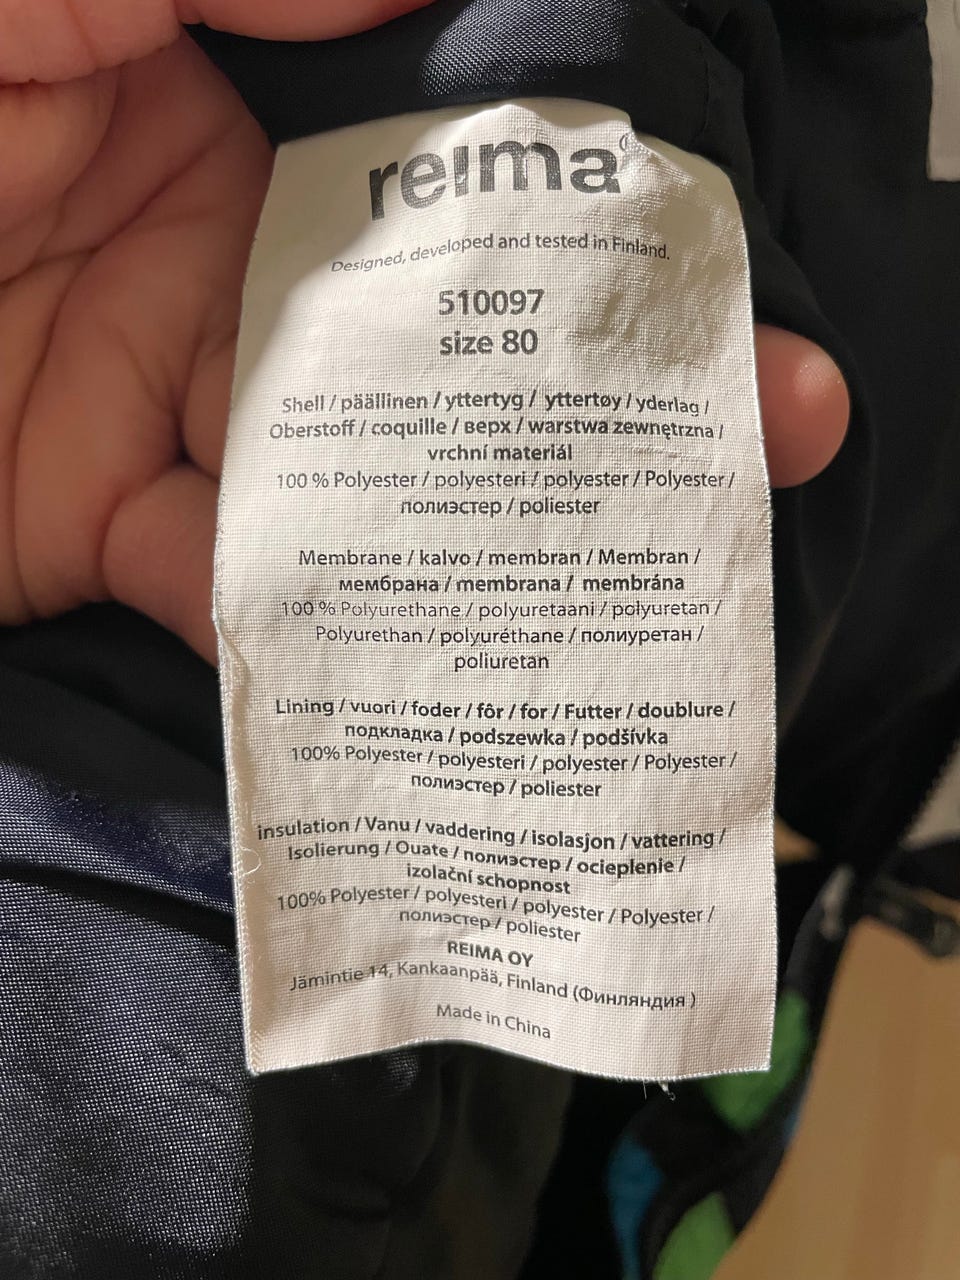 reima
Designed, developed and tested in Finland.
510097
size 80
Shell / päällinen / yttertyg / yttertøy / yderlag /
Oberstoff / coquille / верх / warstwa zewnętrzna /
vrchní materiál
100 % Polyester / polyesteri / polyester / Polyester /
полиэстер / poliester
Membrane / kalvo / membran / Membran /
мембрана / membrana / membrána
100 % Polyurethane / polyuretaani / polyuretan /
Polyurethan / polyuréthane / полиуретан /
poliuretan
Lining / vuori / foder / fôr / for / Futter / doublure /
подкладка / podszewka / podšívka
100% Polyester / polyesteri / polyester / Polyester /
полиэстер / poliester
insulation / Vanu / vaddering / isolasjon / vattering /
Isolierung / Ouate / полиэстер / ocieplenie /
izolační schopnost
100% Polyester / polyesteri / polyester / Polyester /
полиэстер / poliester
REIMA OY
Jämintie 14, Kankaanpää, Finland (Финляндия )
Made in China